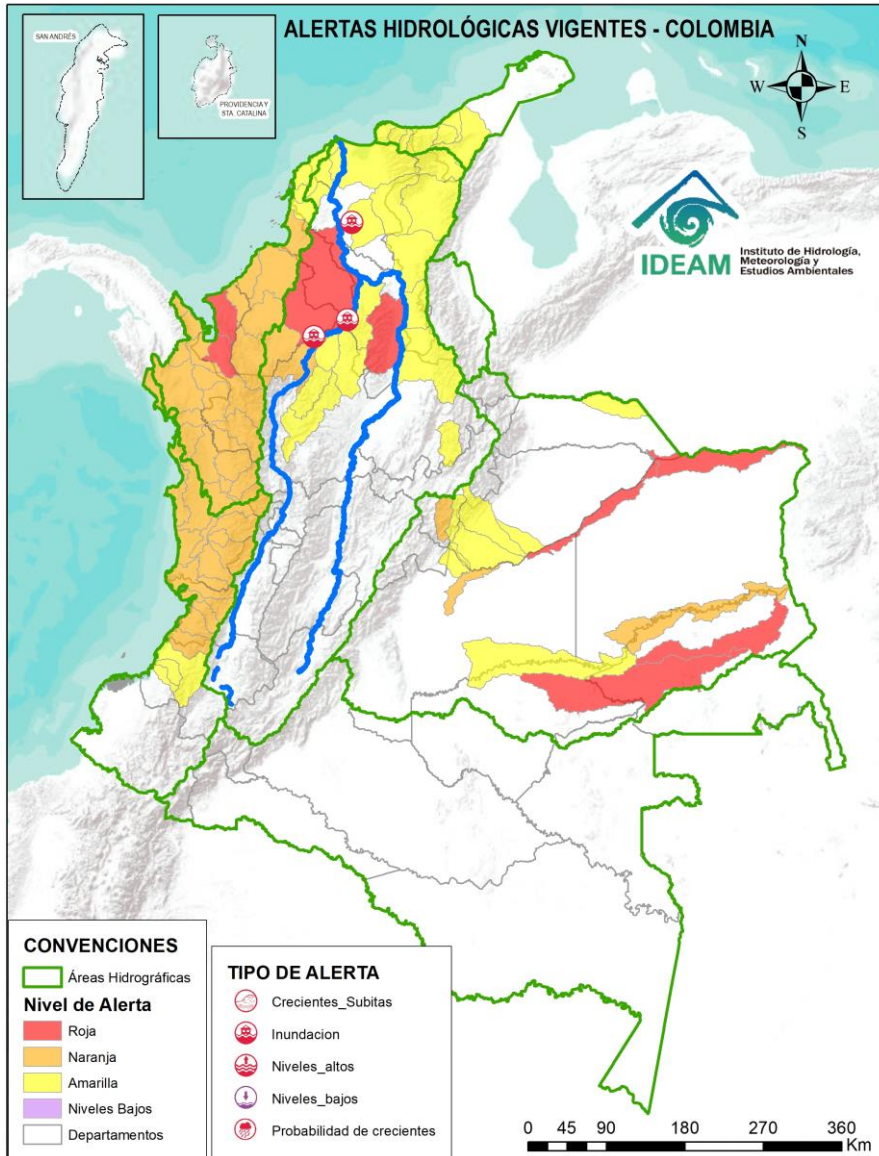 SAN ANDRÉS
PROVIDENCIA Y
STA. CATALINA
ALERTAS HIDROLÓGICAS VIGENTES - COLOMBIA
N
W
E
S
IDEAM
Instituto de Hidrología,
Meteorología y
Estudios Ambientales
CONVENCIONES
Áreas Hidrográficas
Nivel de Alerta
Roja
Naranja
Amarilla
Niveles Bajos
Departamentos
TIPO DE ALERTA
Crecientes_Subitas
Inundacion
Niveles_altos
Niveles_bajos
Probabilidad de crecientes
0 45 90 180 270 360
Km